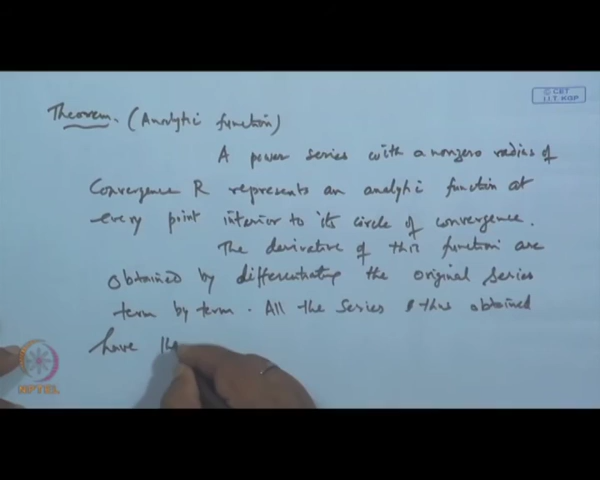 © CET
I.I.T. KGP
Theorem. (Analytic function)
A power series with a nonzero radius of
Convergence R represents an analytic function at
every point interior to its circle of convergence.
The derivative of this function are
obtained by differentiating the original series
term by term. All the series thus obtained
have the
NPTEL